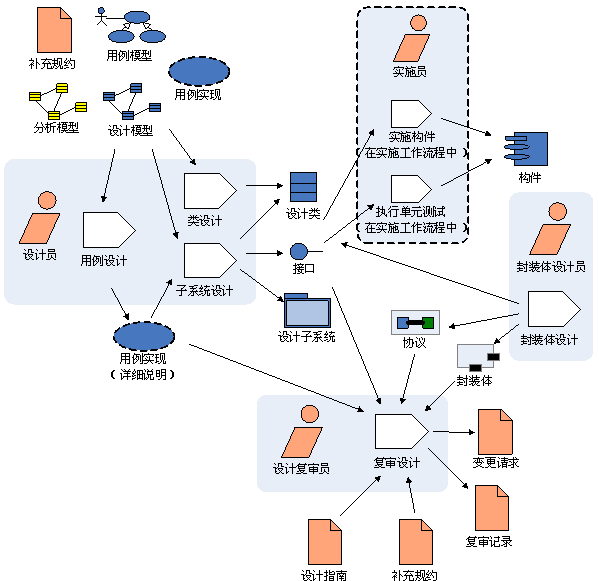 补充规约
用例模型
用例实现
分析模型
设计模型
实施员
实施构件
(在实施工作流程中)
执行单元测试
(在实施工作流程中)
构件
设计员
用例设计
类设计
子系统设计
设计类
接口
设计子系统
封装体设计员
封装体设计
用例实现
(详细说明)
协议
封装体
设计复审员
复审设计
变更请求
复审记录
设计指南
补充规约